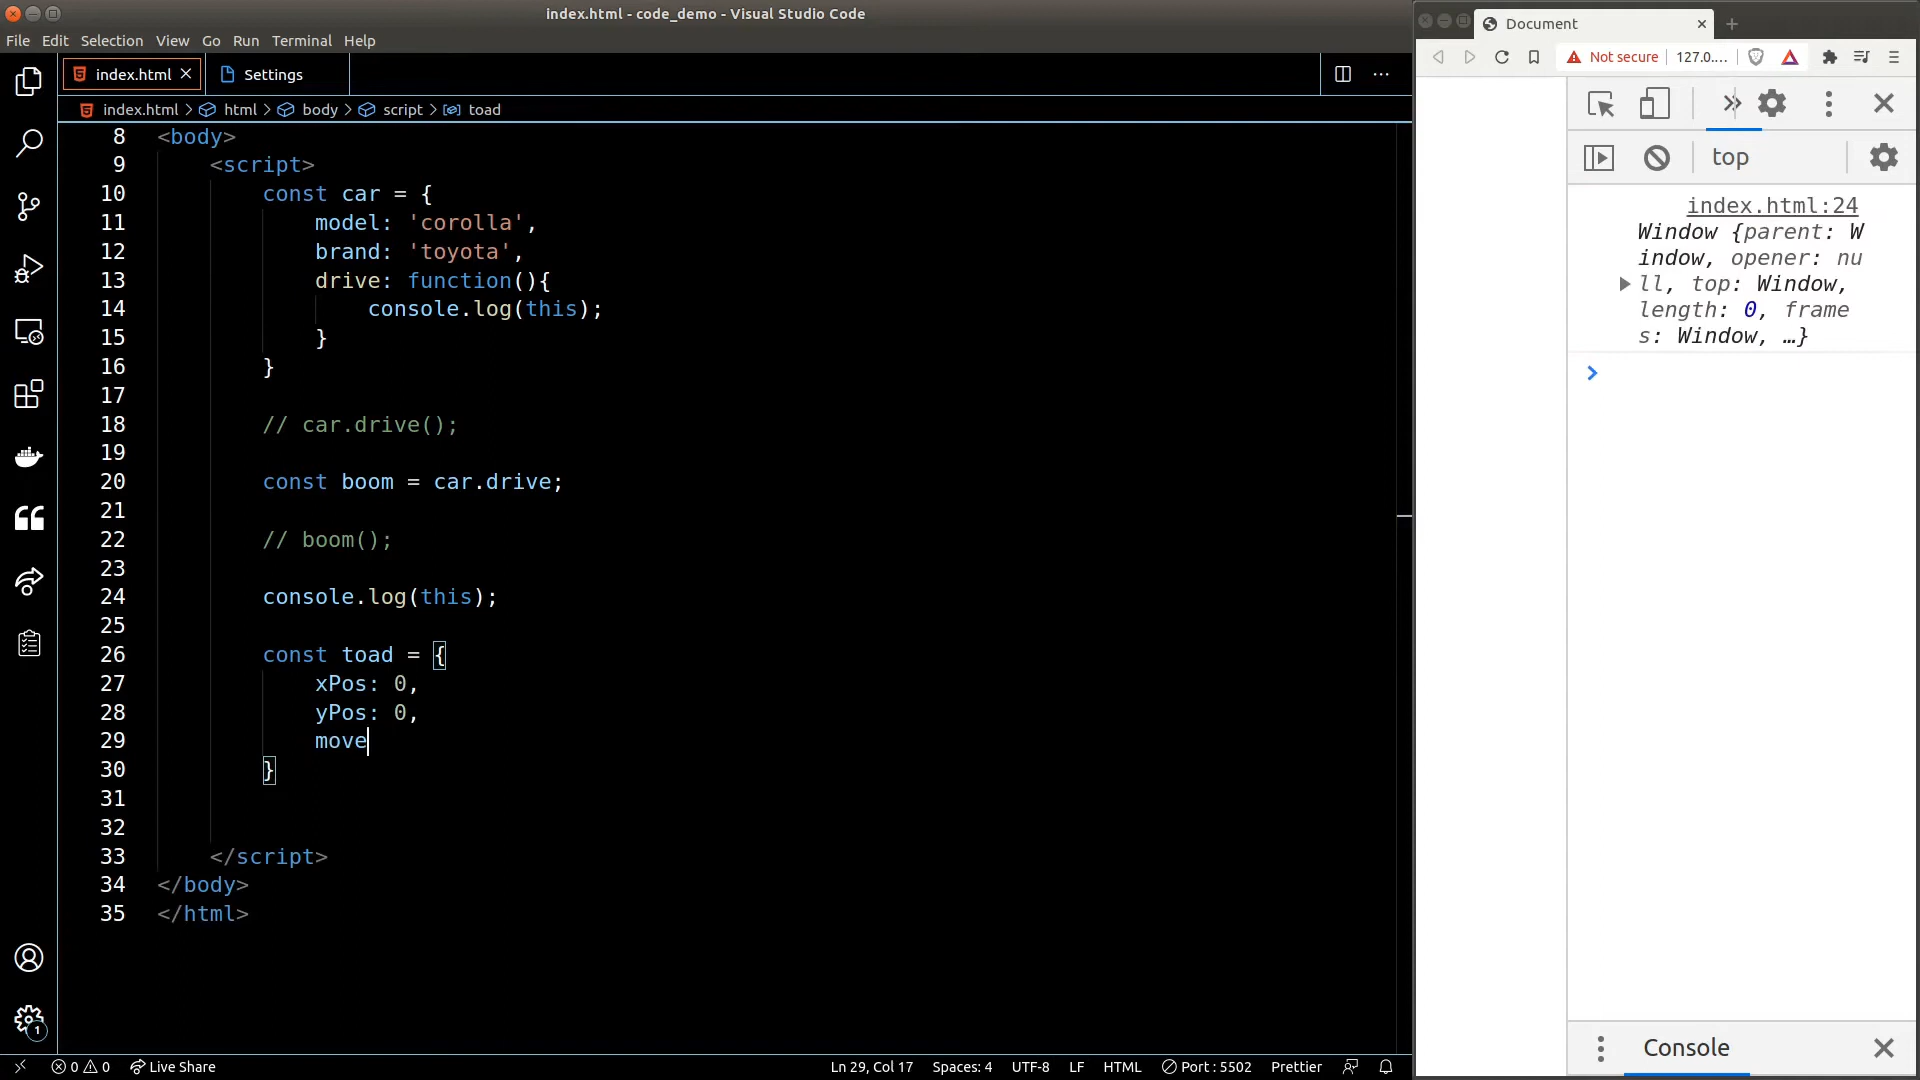 index.html - code_demo - Visual Studio Code
File Edit Selection View Go Run Terminal Help
index.html Settings
index.html > html > body > script > toad
8 <body>
9 <script>
10 const car = {
11 model: 'corolla',
12 brand: 'toyota',
13 drive: function(){
14 console.log(this);
15 }
16 }
17
18 // car.drive();
19
20 const boom = car.drive;
21
22 // boom();
23
24 console.log(this);
25
26 const toad = {
27 xPos: 0,
28 yPos: 0,
29 move
30 }
31
32
33 </script>
34 </body>
35 </html>
1
0 0 Live Share Ln 29, Col 17 Spaces: 4 UTF-8 LF HTML Port : 5502 Prettier
Document
Not secure 127.0....
top
index.html:24
Window {parent: W
indow, opener: nu
ll, top: Window,
length: 0, frame
s: Window, …}
Console